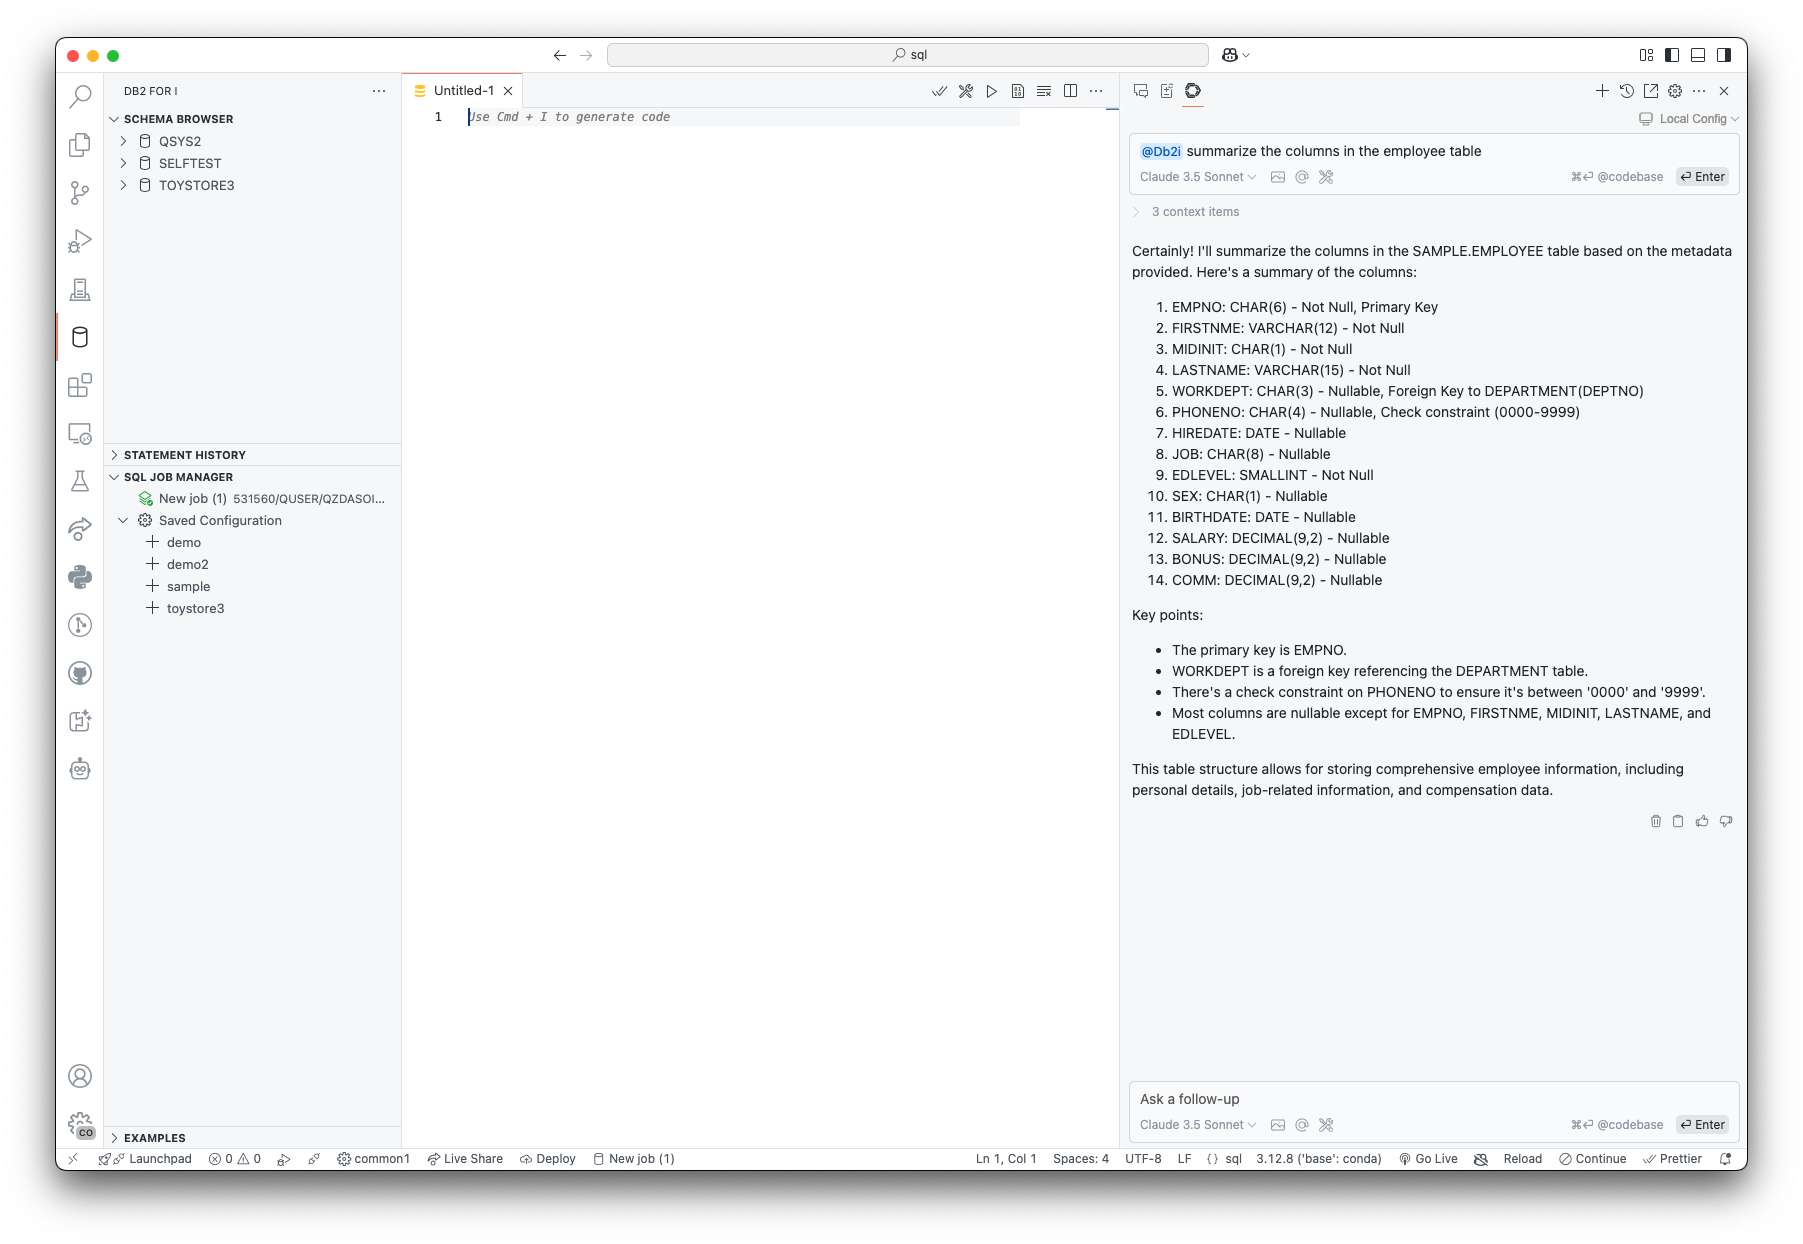 sql
DB2 FOR I
SCHEMA BROWSER
QSYS2
SELFTEST
TOYSTORE3
STATEMENT HISTORY
SQL JOB MANAGER
New job (1) 531560/QUSER/QZDASOI...
Saved Configuration
demo
demo2
sample
toystore3
EXAMPLES
CO
Untitled-1
1 Use Cmd + I to generate code
Local Config
@Db2i summarize the columns in the employee table
Claude 3.5 Sonnet @codebase Enter
3 context items
Certainly! I'll summarize the columns in the SAMPLE.EMPLOYEE table based on the metadata
provided. Here's a summary of the columns:
1. EMPNO: CHAR(6) - Not Null, Primary Key
2. FIRSTNME: VARCHAR(12) - Not Null
3. MIDINIT: CHAR(1) - Not Null
4. LASTNAME: VARCHAR(15) - Not Null
5. WORKDEPT: CHAR(3) - Nullable, Foreign Key to DEPARTMENT(DEPTNO)
6. PHONENO: CHAR(4) - Nullable, Check constraint (0000-9999)
7. HIREDATE: DATE - Nullable
8. JOB: CHAR(8) - Nullable
9. EDLEVEL: SMALLINT - Not Null
10. SEX: CHAR(1) - Nullable
11. BIRTHDATE: DATE - Nullable
12. SALARY: DECIMAL(9,2) - Nullable
13. BONUS: DECIMAL(9,2) - Nullable
14. COMM: DECIMAL(9,2) - Nullable
Key points:
• The primary key is EMPNO.
• WORKDEPT is a foreign key referencing the DEPARTMENT table.
• There's a check constraint on PHONENO to ensure it's between '0000' and '9999'.
• Most columns are nullable except for EMPNO, FIRSTNME, MIDINIT, LASTNAME, and
EDLEVEL.
This table structure allows for storing comprehensive employee information, including
personal details, job-related information, and compensation data.
Ask a follow-up
Claude 3.5 Sonnet ⌘↵ @codebase ↵ Enter
Launchpad 0 0 common1 Live Share Deploy New job (1) Ln 1, Col 1 Spaces: 4 UTF-8 LF {} sql 3.12.8 ('base': conda) Go Live Reload Continue Prettier